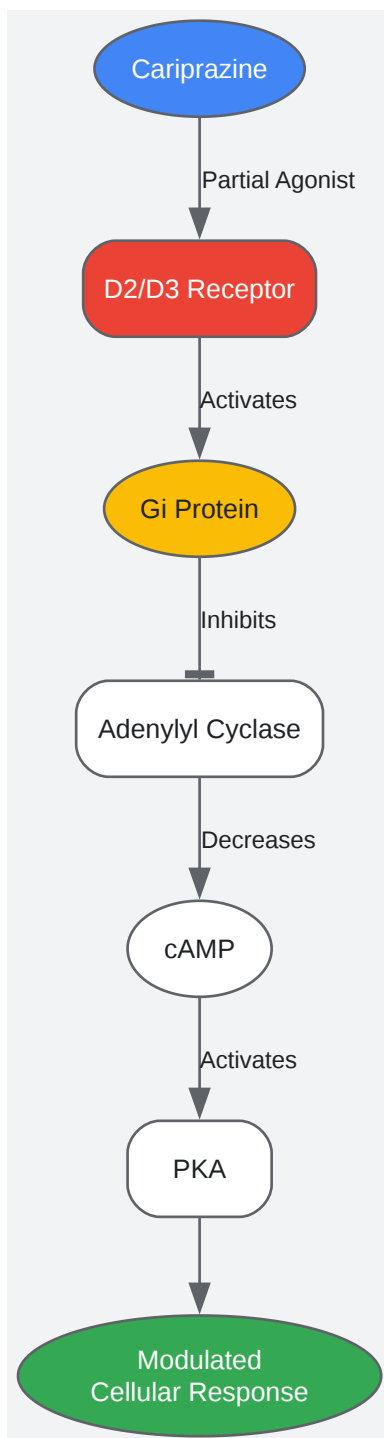 Cariprazine
Partial Agonist
D2/D3 Receptor
Activates
Gi Protein
Inhibits
Adenylyl Cyclase
Decreases
cAMP
Activates
PKA
Modulated
Cellular Response